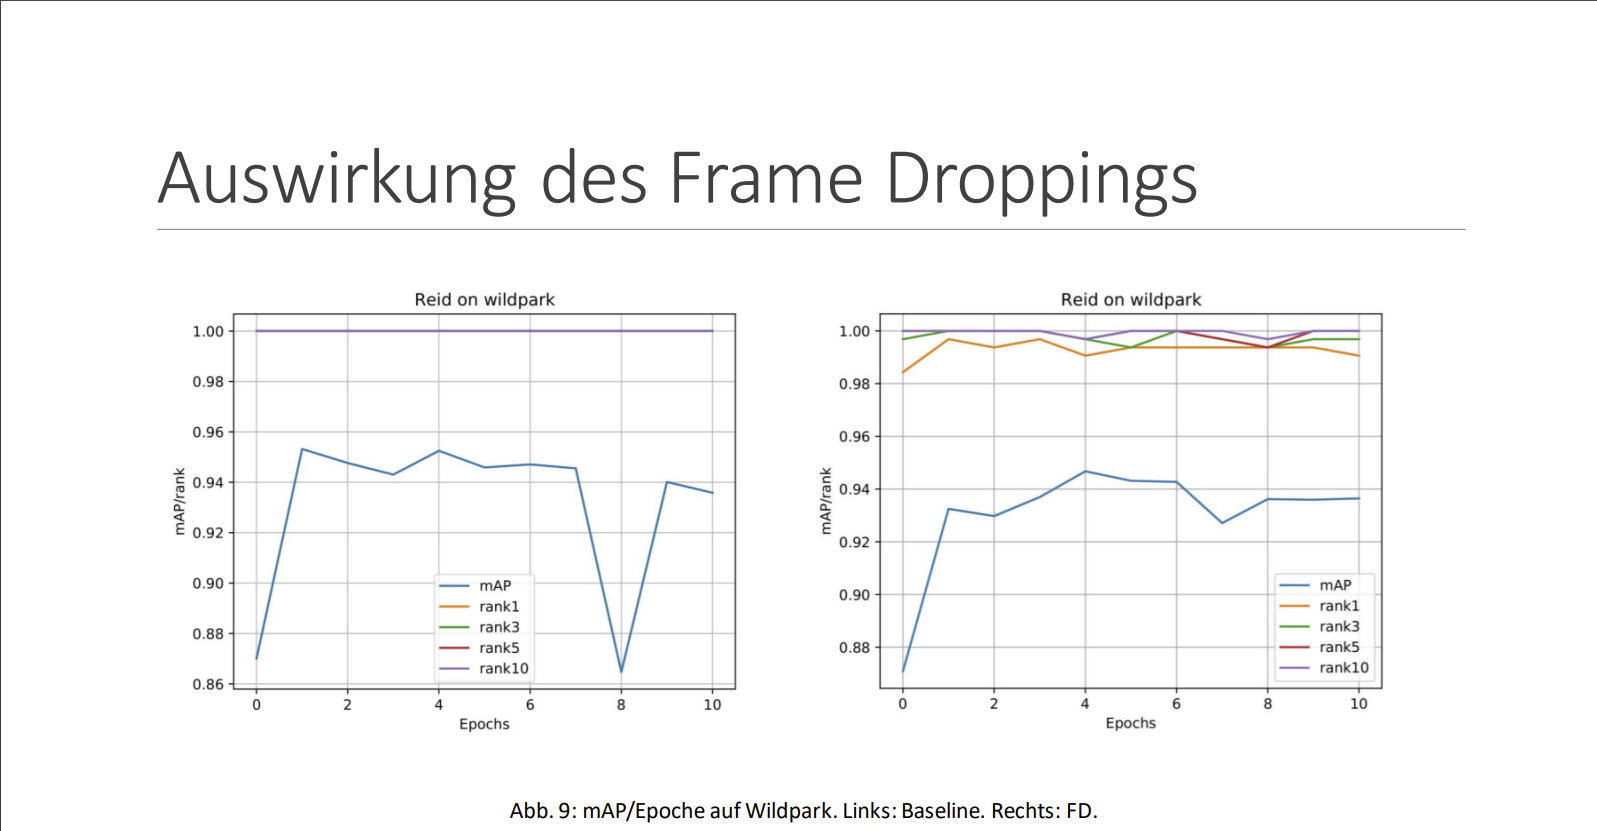 Auswirkung des Frame Droppings
Reid on wildpark
1.00
0.98
0.96
0.94
0.92
0.90
0.88
0.86
mAP/rank
0
2
4
6
8
10
Epochs
mAP
rank1
rank3
rank5
rank10
Reid on wildpark
1.00
0.98
0.96
0.94
0.92
0.90
0.88
mAP/rank
0
2
4
6
8
10
Epochs
mAP
rank1
rank3
rank5
rank10
Abb. 9: mAP/Epoche auf Wildpark. Links: Baseline. Rechts: FD.